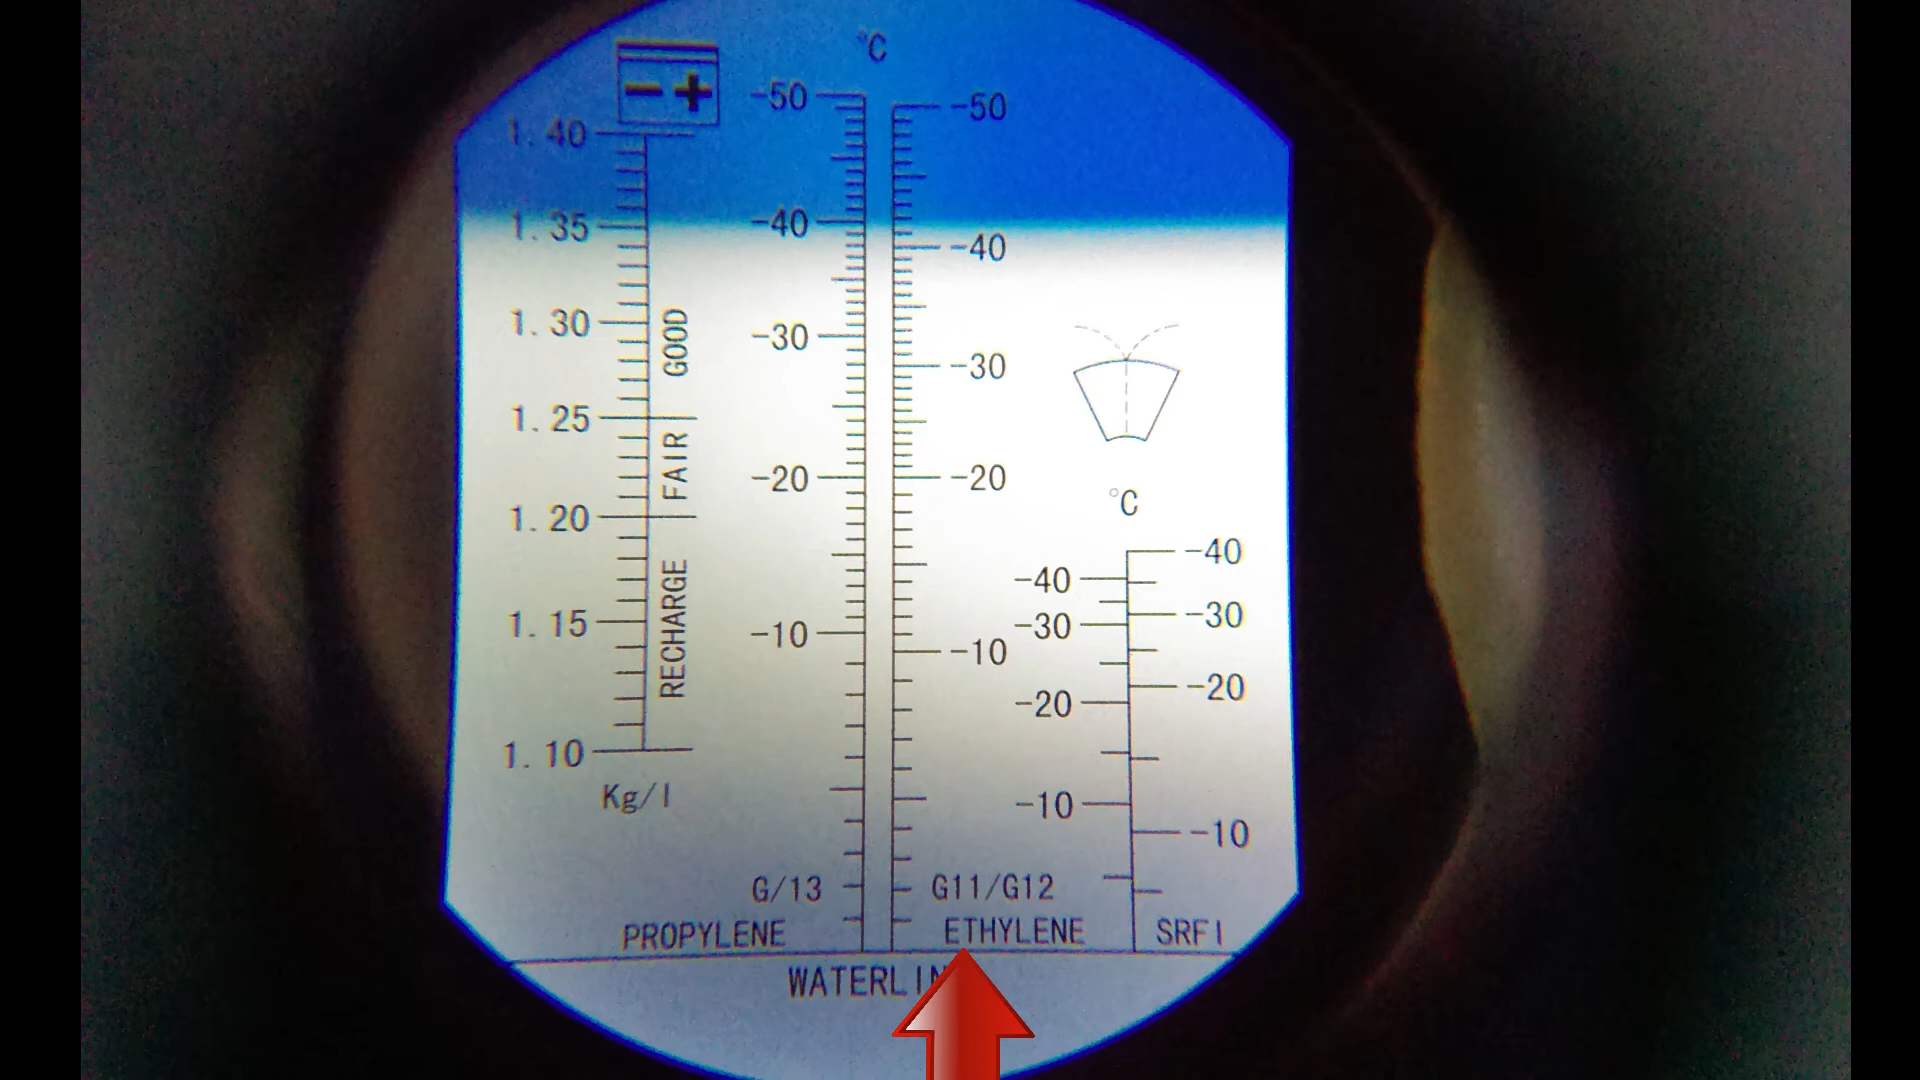 °C
- +
-50 -50
1.40
1.35 -40 -40
1.30 -30 -30
GOOD
1.25
FAIR
-20 -20
1.20
°C
-40 -40
RECHARGE
1.15 -10 -10 -30 -30
-20 -20
1.10
Kg/l
-10 -10
G/13 G11/G12
PROPYLENE ETHYLENE SRFI